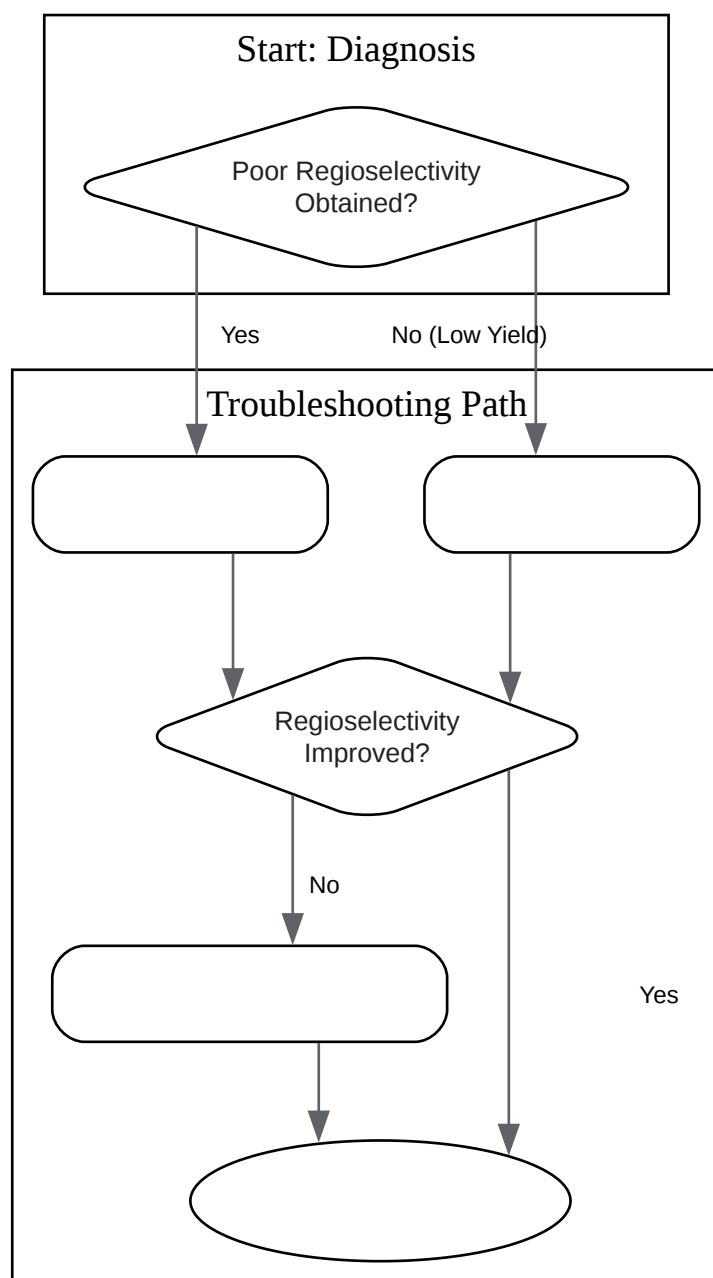 Start: Diagnosis
Poor Regioselectivity
Obtained?
Yes
No (Low Yield)
Troubleshooting Path
Regioselectivity
Improved?
No
Yes